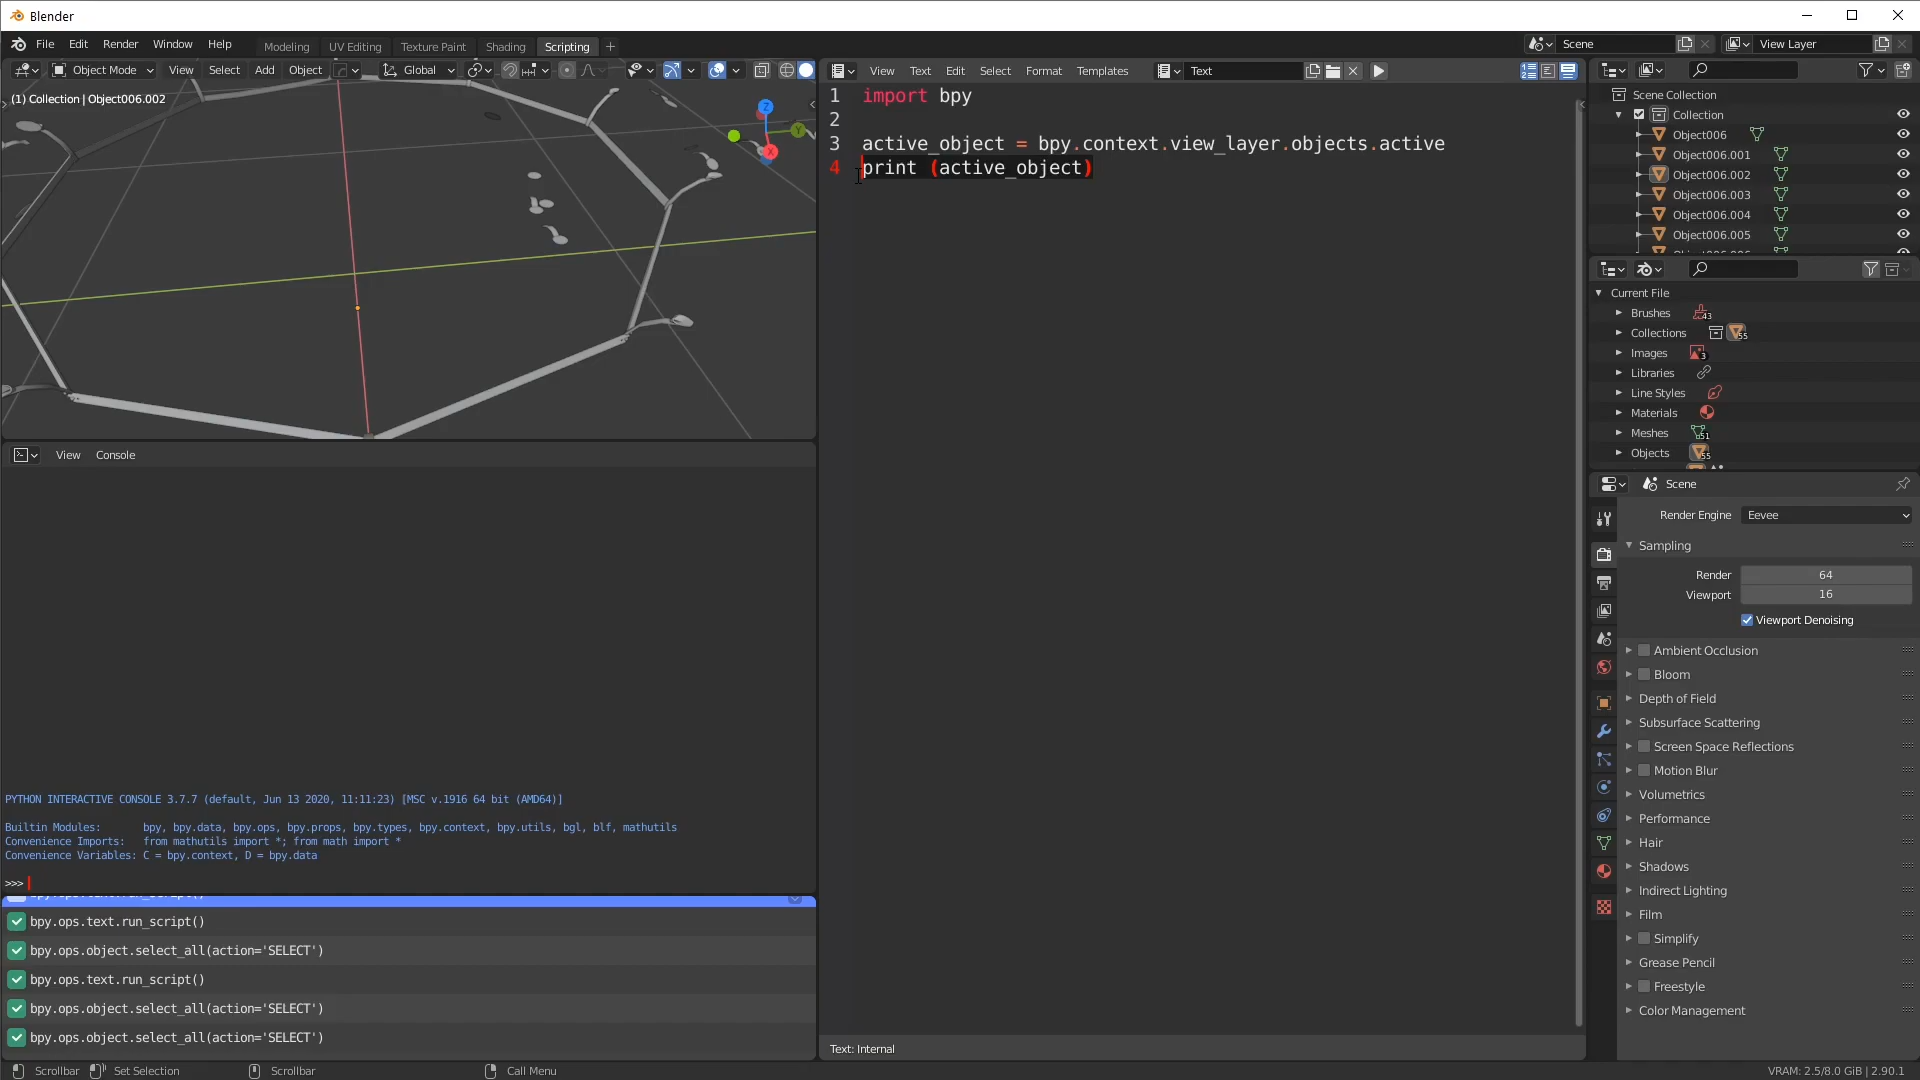 Blender
File Edit Render Window Help
Modeling UV Editing Texture Paint Shading Scripting +
Scene
View Layer
Object Mode View Select Add Object Global
(1) Collection | Object006.002
Z
Y
X
View Text Edit Select Format Templates Text
1 import bpy
2
3 active_object = bpy.context.view_layer.objects.active
4 print (active_object)
Text: Internal
View Console
PYTHON INTERACTIVE CONSOLE 3.7.7 (default, Jun 13 2020, 11:11:23) [MSC v.1916 64 bit (AMD64)]
Builtin Modules: bpy, bpy.data, bpy.ops, bpy.props, bpy.types, bpy.context, bpy.utils, bgl, blf, mathutils
Convenience Imports: from mathutils import *; from math import *
Convenience Variables: C = bpy.context, D = bpy.data
>>>
bpy.ops.text.run_script()
bpy.ops.object.select_all(action='SELECT')
bpy.ops.text.run_script()
bpy.ops.object.select_all(action='SELECT')
bpy.ops.object.select_all(action='SELECT')
Scene Collection
Collection
Object006
Object006.001
Object006.002
Object006.003
Object006.004
Object006.005
Current File
Brushes 43
Collections 55
Images 3
Libraries
Line Styles
Materials
Meshes 51
Objects 55
Scene
Render Engine Eevee
Sampling
Render 64
Viewport 16
Viewport Denoising
Ambient Occlusion
Bloom
Depth of Field
Subsurface Scattering
Screen Space Reflections
Motion Blur
Volumetrics
Performance
Hair
Shadows
Indirect Lighting
Film
Simplify
Grease Pencil
Freestyle
Color Management
Scrollbar Set Selection Scrollbar Call Menu
VRAM: 2.5/8.0 GiB | 2.90.1